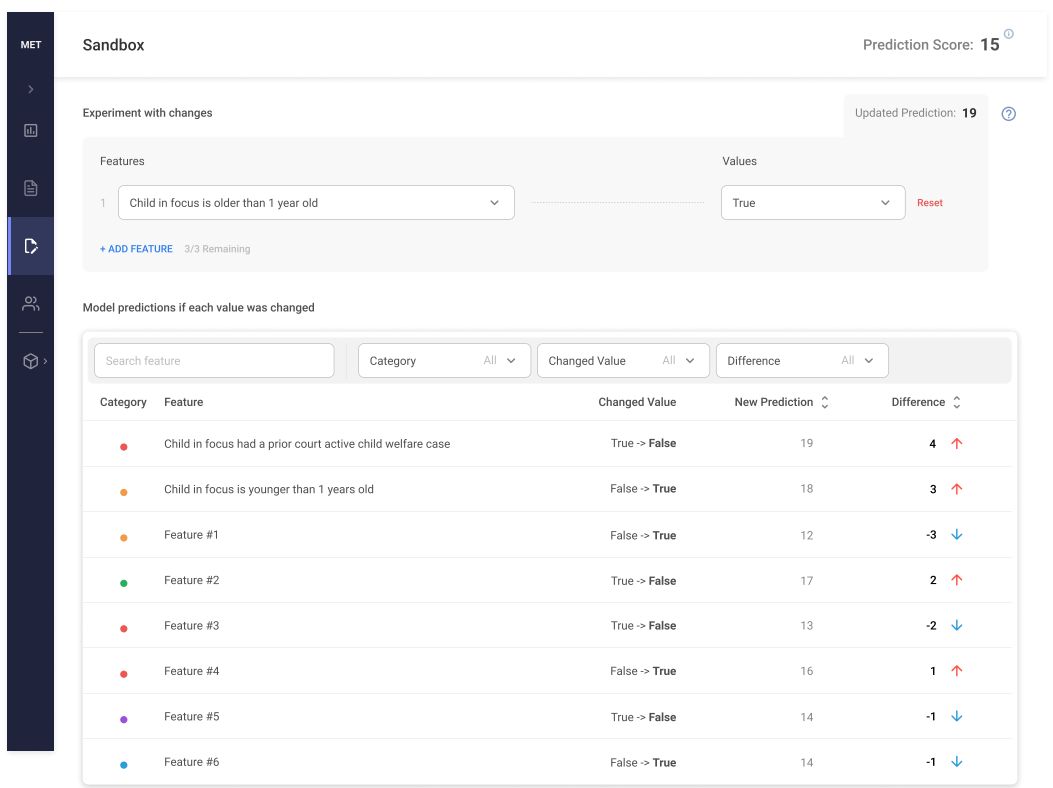 MET
Sandbox
Prediction Score: 15
Experiment with changes
Updated Prediction: 19
Features
Values
1 Child in focus is older than 1 year old True Reset
+ ADD FEATURE 3/3 Remaining
Model predictions if each value was changed
Search feature Category All Changed Value All Difference All
Category Feature Changed Value New Prediction Difference
Child in focus had a prior court active child welfare case True -> False 19 4
Child in focus is younger than 1 years old False -> True 18 3
Feature #1 False -> True 12 -3
Feature #2 True -> False 17 2
Feature #3 True -> False 13 -2
Feature #4 False -> True 16 1
Feature #5 True -> False 14 -1
Feature #6 False -> True 14 -1